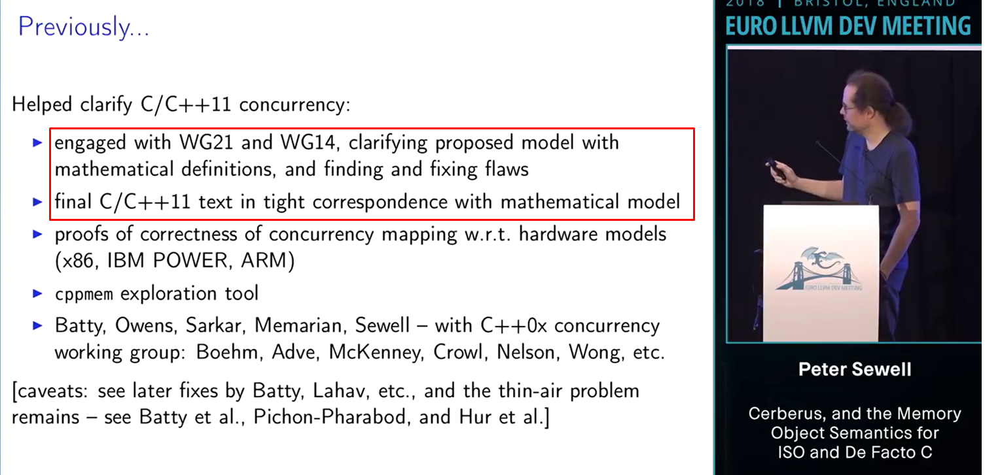 Previously...
Helped clarify C/C++11 concurrency:
engaged with WG21 and WG14, clarifying proposed model with
mathematical definitions, and finding and fixing flaws
final C/C++11 text in tight correspondence with mathematical model
proofs of correctness of concurrency mapping w.r.t. hardware models
(x86, IBM POWER, ARM)
cppmem exploration tool
Batty, Owens, Sarkar, Memarian, Sewell – with C++0x concurrency
working group: Boehm, Adve, McKenney, Crowl, Nelson, Wong, etc.
[caveats: see later fixes by Batty, Lahav, etc., and the thin-air problem
remains – see Batty et al., Pichon-Pharabod, and Hur et al.]
2018 | BRISTOL, ENGLAND
EURO LLVM DEV MEETING
EURO LLVM DEV MEETING
Peter Sewell
Cerberus, and the Memory
Object Semantics for
ISO and De Facto C